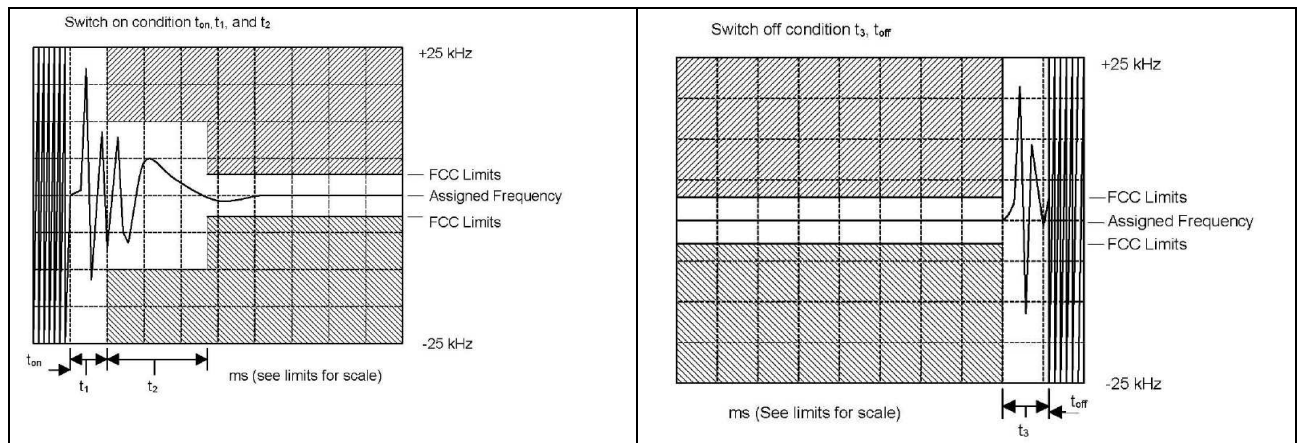 Switch on condition ton, t1, and t2
+25 kHz
FCC Limits
Assigned Frequency
FCC Limits
-25 kHz
ton
t1
t2
ms (see limits for scale)
Switch off condition t3, toff
+25 kHz
FCC Limits
Assigned Frequency
FCC Limits
-25 kHz
ms (See limits for scale)
t3
toff